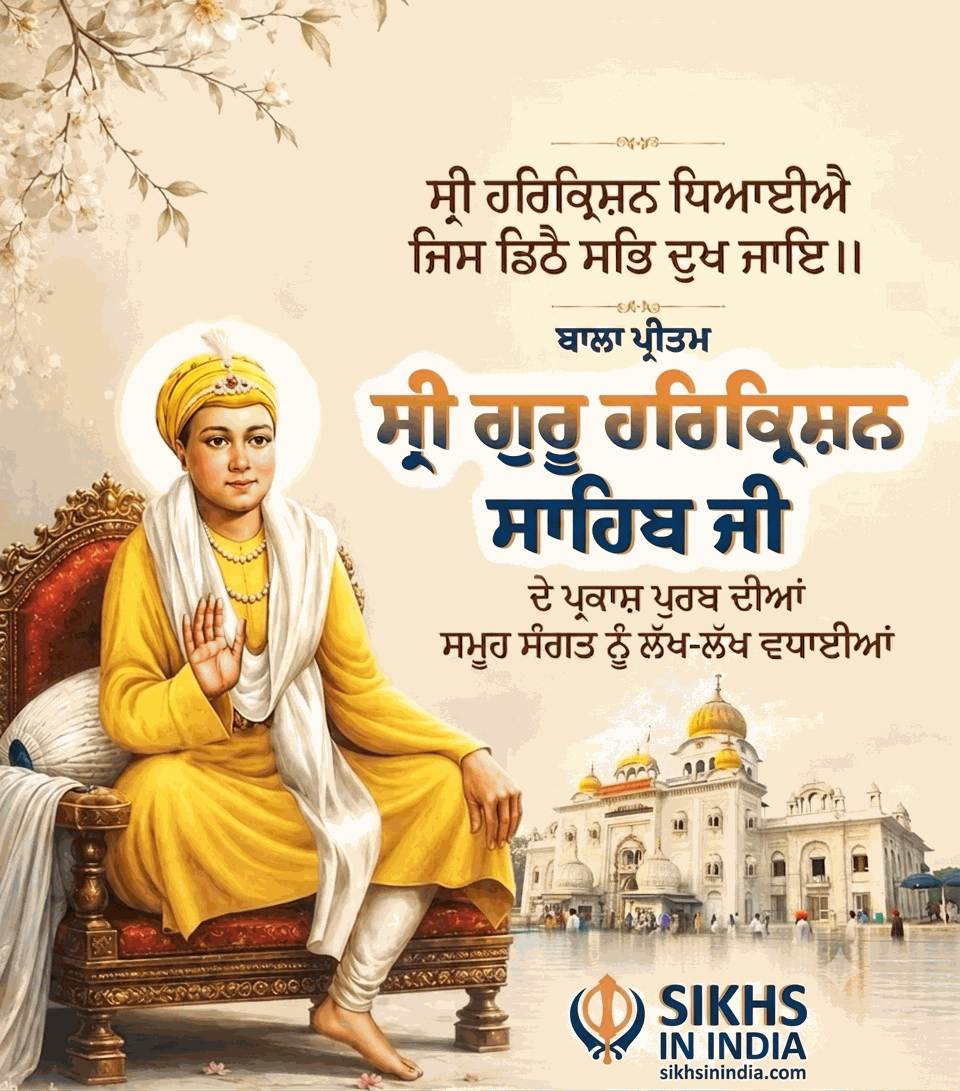 ਸ੍ਰੀ ਹਰਿਕ੍ਰਿਸ਼ਨ ਧਿਆਈਐ
ਜਿਸ ਡਿਠੈ ਸਭਿ ਦੁਖ ਜਾਇ॥
ਬਾਲਾ ਪ੍ਰੀਤਮ
ਸ੍ਰੀ ਗੁਰੂ ਹਰਿਕ੍ਰਿਸ਼ਨ
ਸਾਹਿਬ ਜੀ
ਦੇ ਪ੍ਰਕਾਸ਼ ਪੁਰਬ ਦੀਆਂ
ਸਮੂਹ ਸੰਗਤ ਨੂੰ ਲੱਖ-ਲੱਖ ਵਧਾਈਆਂ
SIKHS
IN INDIA
sikhsinindia.com